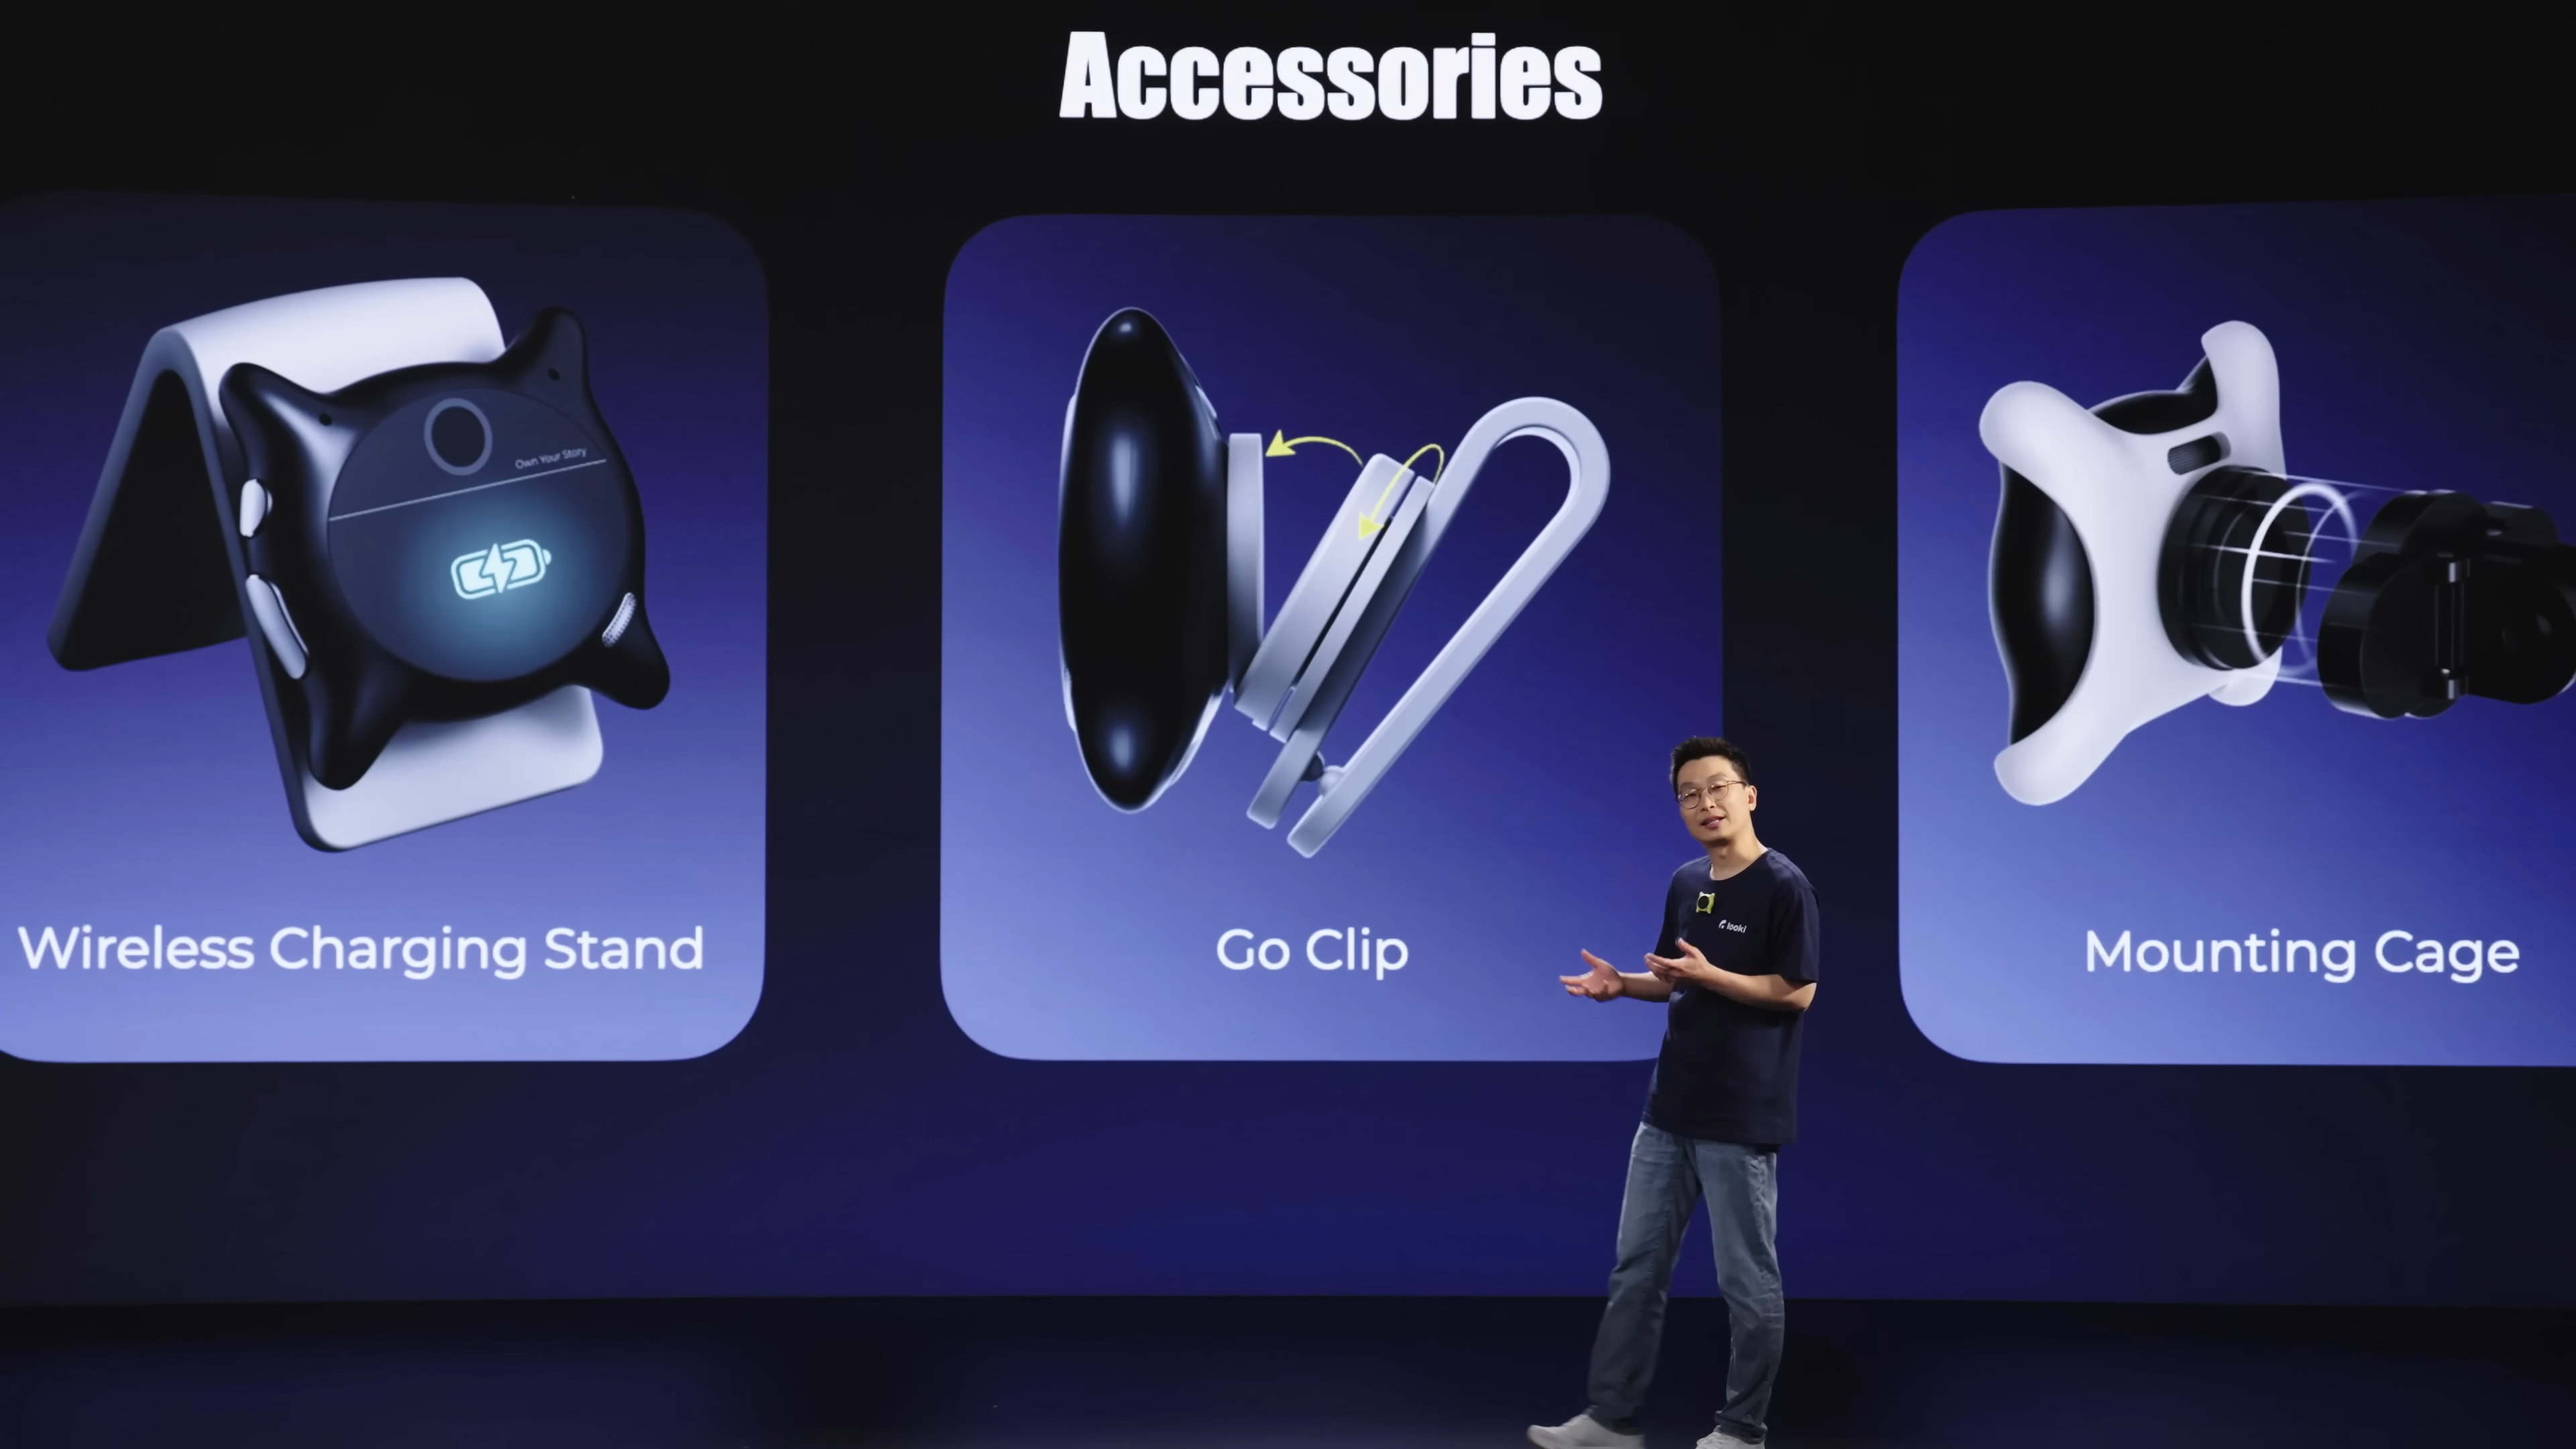 Accessories
Own Your Story
Wireless Charging Stand
Go Clip
Mounting Cage
looki